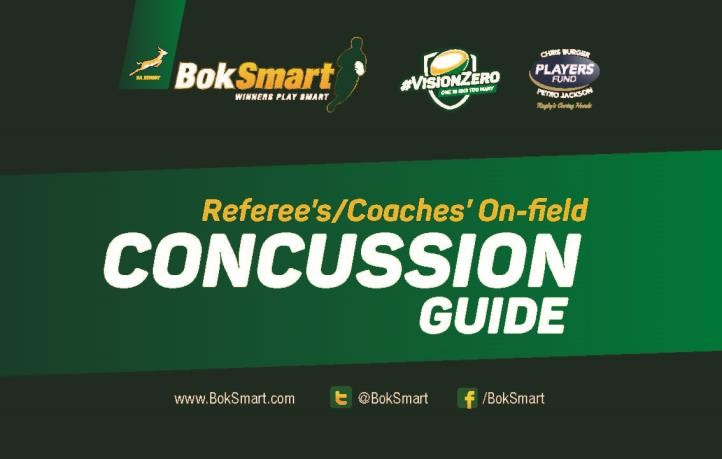 SA RUGBY
BokSmart
WINNERS PLAY SMART
#VISIONZERO
ONE IS ONE TOO MANY
CHRIS BURGER
PLAYERS
FUND
PETRO JACKSON
Rugby's Caring Hands
Referee's/Coaches' On-field
CONCUSSION
GUIDE
www.BokSmart.com
@BokSmart
/BokSmart